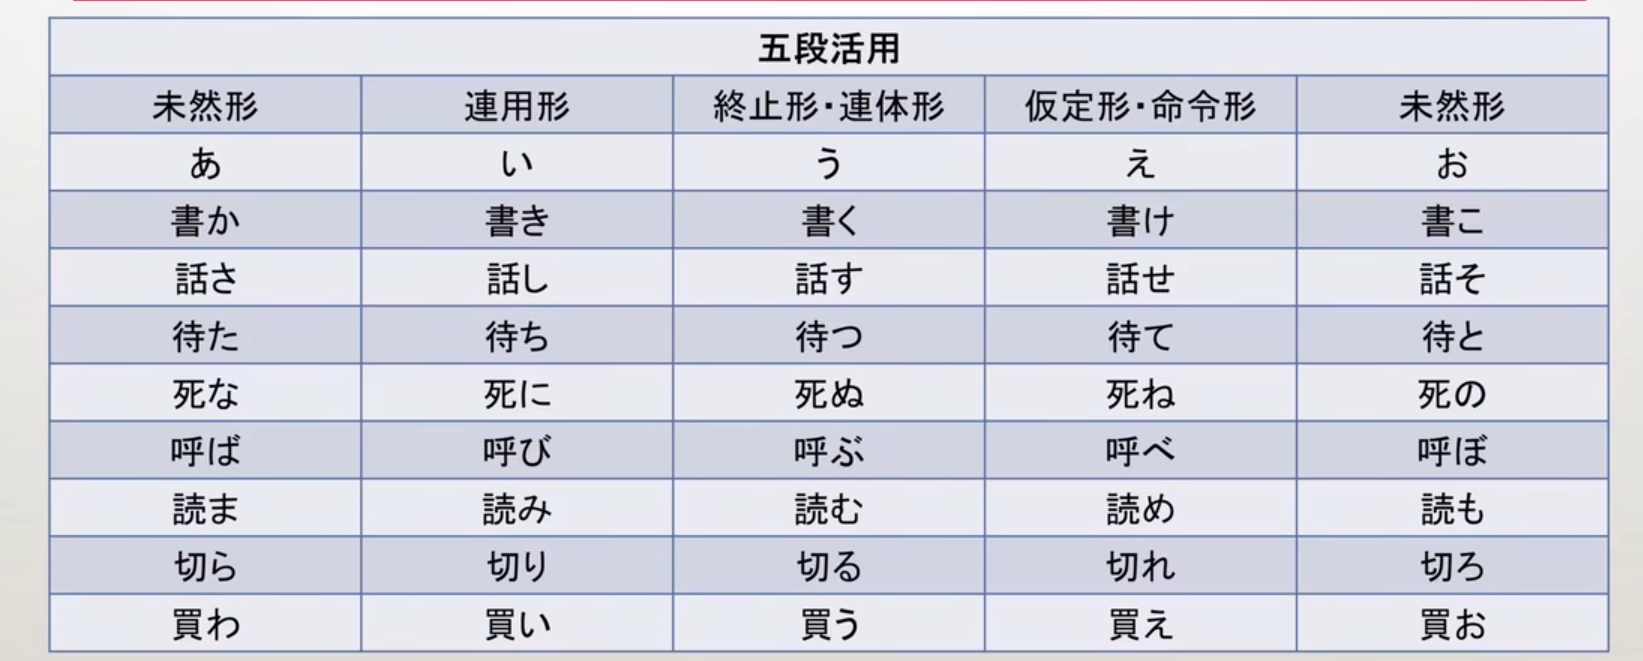 五段活用
未然形 連用形 終止形・連体形 仮定形・命令形 未然形
あ い う え お
書か 書き 書く 書け 書こ
話さ 話し 話す 話せ 話そ
待た 待ち 待つ 待て 待と
死な 死に 死ぬ 死ね 死の
呼ば 呼び 呼ぶ 呼べ 呼ぼ
読ま 読み 読む 読め 読も
切ら 切り 切る 切れ 切ろ
買わ 買い 買う 買え 買お